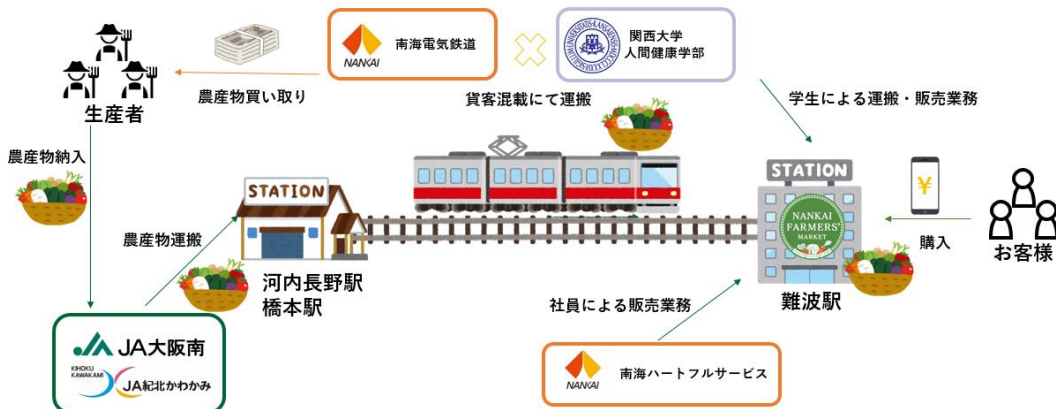 NANKAI
南海電気鉄道
関西大学
人間健康学部
農産物買い取り
貨客混載にて運搬
学生による運搬・販売業務
生産者
農産物納入
STATION
STATION
¥
NANKAI
FARMERS'
MARKET
農産物運搬
購入
お客様
河内長野駅
橋本駅
難波駅
社員による販売業務
JA大阪南
KIHOKU
KAWAKAMI
JA紀北かわかみ
NANKAI
南海ハートフルサービス